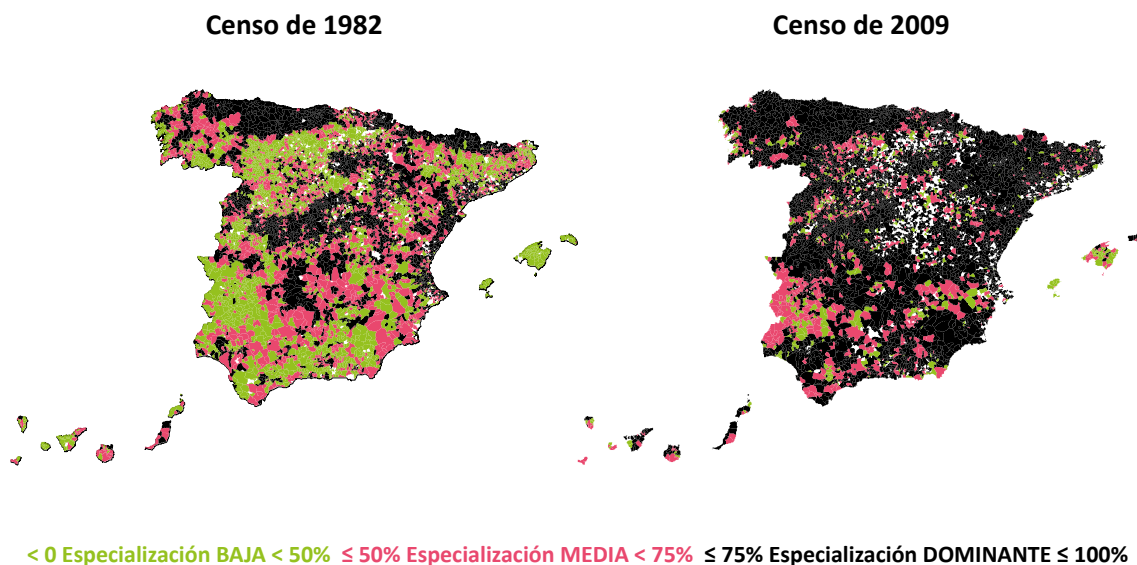 Censo de 1982
Censo de 2009
< 0 Especialización BAJA < 50% ≤ 50% Especialización MEDIA < 75% ≤ 75% Especialización DOMINANTE ≤ 100%